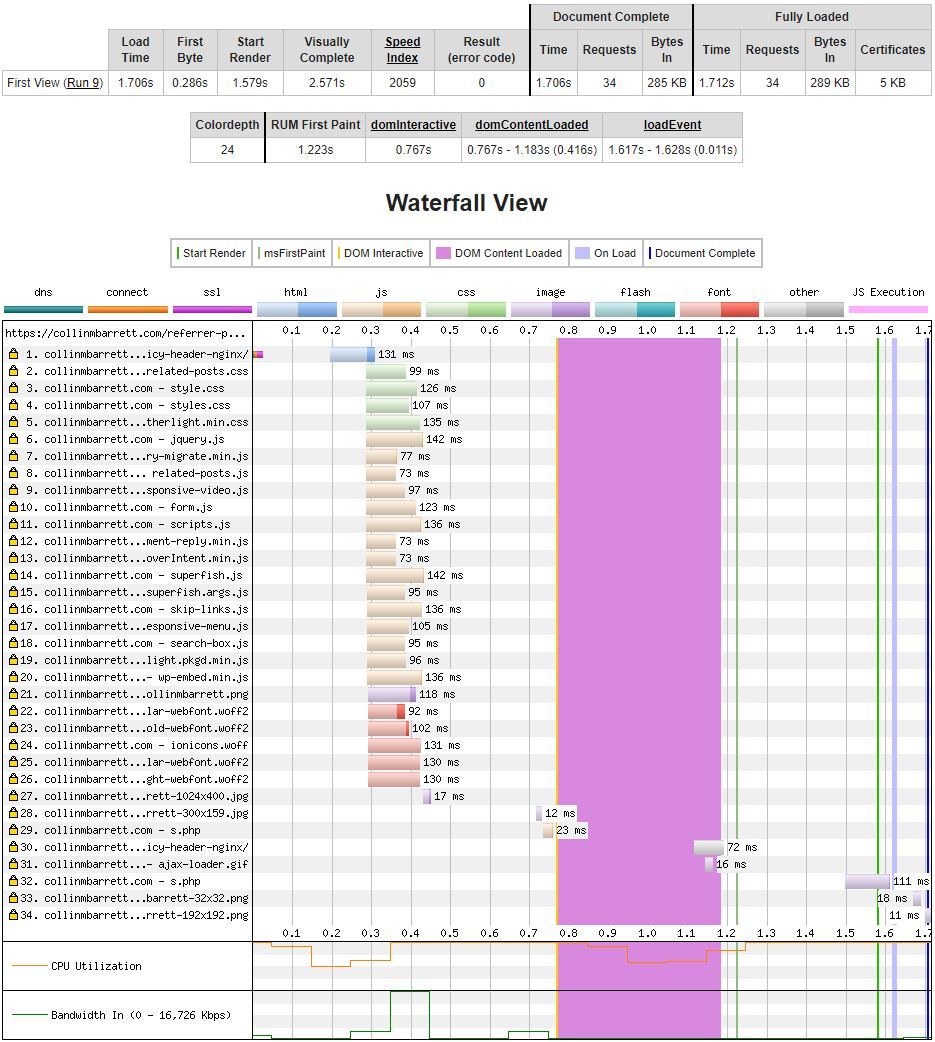 Document Complete Fully Loaded
Load Time First Byte Start Render Visually Complete Speed Index Result (error code) Time Requests Bytes In Time Requests Bytes In Certificates
First View (Run 9) 1.706s 0.286s 1.579s 2.571s 2059 0 1.706s 34 285 KB 1.712s 34 289 KB 5 KB
Colordepth RUM First Paint domInteractive domContentLoaded loadEvent
24 1.223s 0.767s 0.767s - 1.183s (0.416s) 1.617s - 1.628s (0.011s)
Waterfall View
Start Render msFirstPaint DOM Interactive DOM Content Loaded On Load Document Complete
dns connect ssl html js css image flash font other JS Execution
https://collinmbarrett.com/referrer-p... 0.1 0.2 0.3 0.4 0.5 0.6 0.7 0.8 0.9 1.0 1.1 1.2 1.3 1.4 1.5 1.6 1.7
1. collinmbarrett...icy-header-nginx/ 131 ms
2. collinmbarrett...related-posts.css 99 ms
3. collinmbarrett.com - style.css 126 ms
4. collinmbarrett.com - styles.css 107 ms
5. collinmbarrett...therlight.min.css 135 ms
6. collinmbarrett.com - jquery.js 142 ms
7. collinmbarrett...ry-migrate.min.js 77 ms
8. collinmbarrett... related-posts.js 73 ms
9. collinmbarrett...sponsive-video.js 97 ms
10. collinmbarrett.com - form.js 123 ms
11. collinmbarrett.com - scripts.js 136 ms
12. collinmbarrett...ment-reply.min.js 73 ms
13. collinmbarrett...overIntent.min.js 73 ms
14. collinmbarrett.com - superfish.js 142 ms
15. collinmbarrett...superfish.args.js 95 ms
16. collinmbarrett.com - skip-links.js 136 ms
17. collinmbarrett...esponsive-menu.js 105 ms
18. collinmbarrett.com - search-box.js 95 ms
19. collinmbarrett...light.pkgd.min.js 96 ms
20. collinmbarrett...- wp-embed.min.js 136 ms
21. collinmbarrett...ollinmbarrett.png 118 ms
22. collinmbarrett...lar-webfont.woff2 92 ms
23. collinmbarrett...old-webfont.woff2 102 ms
24. collinmbarrett.com - ionicons.woff 131 ms
25. collinmbarrett...lar-webfont.woff2 130 ms
26. collinmbarrett...ght-webfont.woff2 130 ms
27. collinmbarrett...rett-1024x400.jpg 17 ms
28. collinmbarrett...rrett-300x159.jpg 12 ms
29. collinmbarrett.com - s.php 23 ms
30. collinmbarrett...icy-header-nginx/ 72 ms
31. collinmbarrett...- ajax-loader.gif 16 ms
32. collinmbarrett.com - s.php 111 ms
33. collinmbarrett...barrett-32x32.png 18 ms
34. collinmbarrett...rrett-192x192.png 11 ms
0.1 0.2 0.3 0.4 0.5 0.6 0.7 0.8 0.9 1.0 1.1 1.2 1.3 1.4 1.5 1.6 1.7
CPU Utilization
Bandwidth In (0 - 16,726 Kbps)